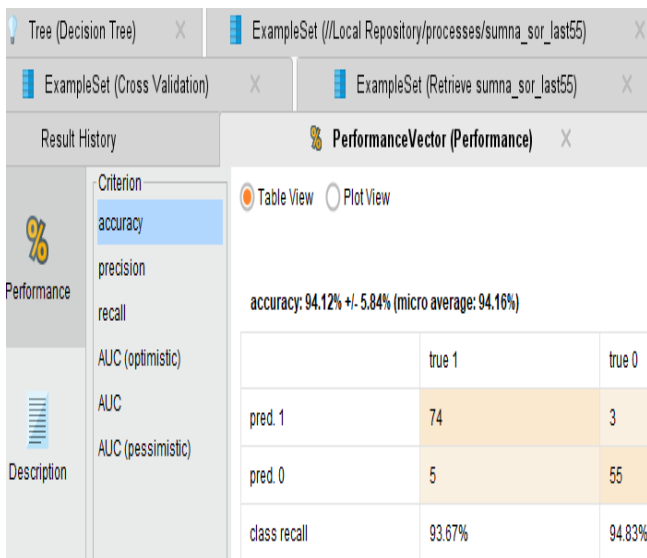 Tree (Decision Tree)
ExampleSet (//Local Repository/processes/sumna_sor_last55)
ExampleSet (Cross Validation)
ExampleSet (Retrieve sumna_sor_last55)
Result History
% PerformanceVector (Performance)
%
Performance
Description
Criterion
accuracy
precision
recall
AUC (optimistic)
AUC
AUC (pessimistic)
Table View Plot View
accuracy: 94.12% +/- 5.84% (micro average: 94.16%)
true 1 true 0
pred. 1 74 3
pred. 0 5 55
class recall 93.67% 94.83%